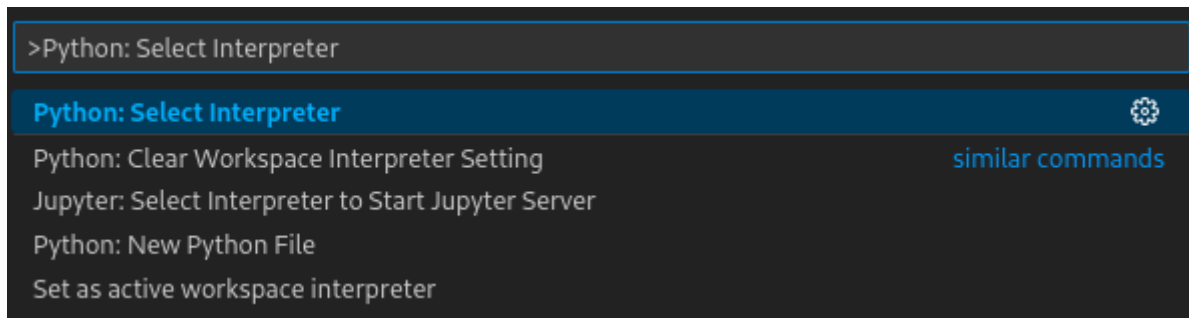 >Python: Select Interpreter
Python: Select Interpreter
Python: Clear Workspace Interpreter Setting similar commands
Jupyter: Select Interpreter to Start Jupyter Server
Python: New Python File
Set as active workspace interpreter